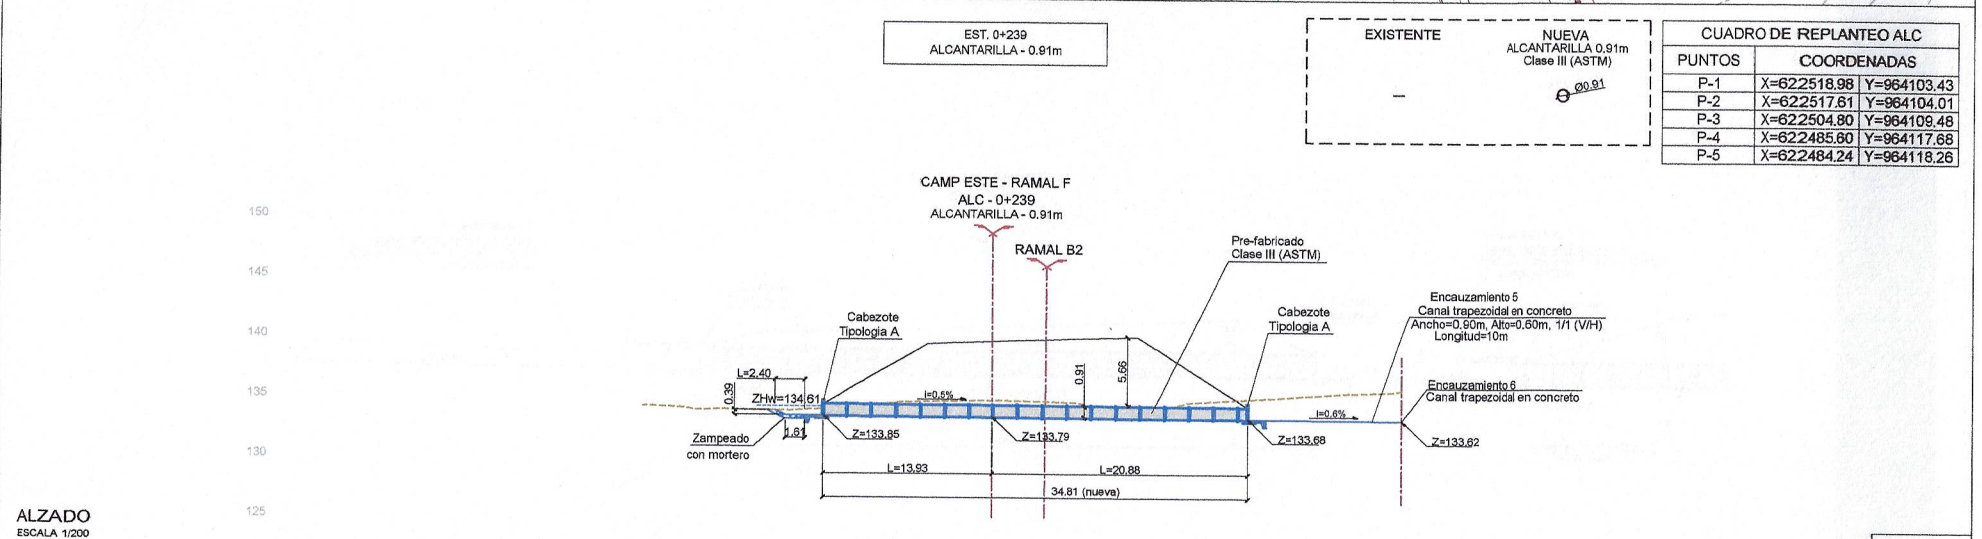 EST. 0+239
ALCANTARILLA - 0.91m
EXISTENTE
NUEVA
ALCANTARILLA 0.91m
Clase III (ASTM)
—
Ø0.91
CUADRO DE REPLANTEO ALC
PUNTOS COORDENADAS
P-1 X=622518.98 Y=964103.43
P-2 X=622517.61 Y=964104.01
P-3 X=622504.80 Y=964109.48
P-4 X=622485.60 Y=964117.68
P-5 X=622484.24 Y=964118.26
CAMP ESTE - RAMAL F
ALC - 0+239
ALCANTARILLA - 0.91m
RAMAL B2
Pre-fabricado
Clase III (ASTM)
150
145
140
135
130
125
Cabezote
Tipologia A
Cabezote
Tipologia A
Encauzamiento 5
Canal trapezoidal en concreto
Ancho=0.90m, Alto=0.60m, 1/1 (V/H)
Longitud=10m
L=2.40
0.39
ZHw=134.61
i=0.5%
0.91
5.66
Encauzamiento 6
Canal trapezoidal en concreto
i=0.6%
1.61
Zampeado
con mortero
Z=133.85
Z=133.79
Z=133.68
Z=133.62
L=13.93
L=20.88
34.81 (nueva)
ALZADO
ESCALA 1/200